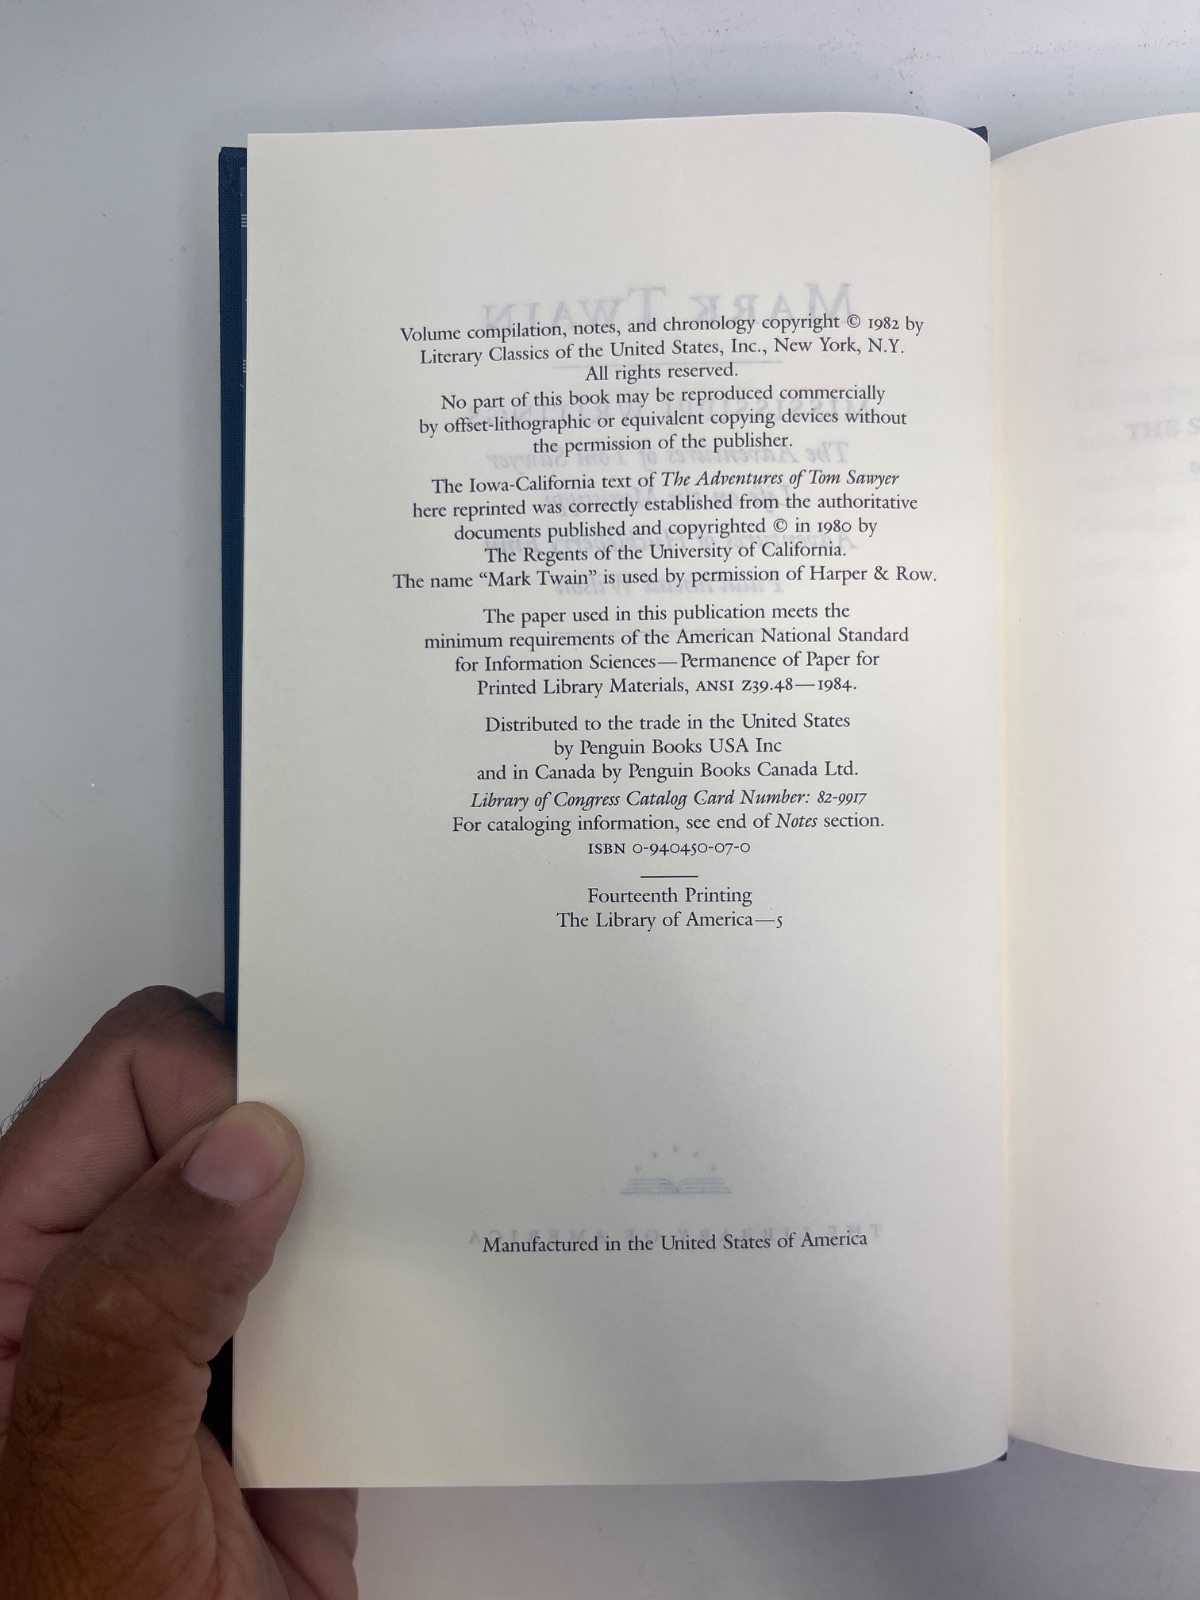 Volume compilation, notes, and chronology copyright © 1982 by
Literary Classics of the United States, Inc., New York, N.Y.
All rights reserved.
No part of this book may be reproduced commercially
by offset-lithographic or equivalent copying devices without
the permission of the publisher.
The Iowa-California text of The Adventures of Tom Sawyer
here reprinted was correctly established from the authoritative
documents published and copyrighted © in 1980 by
The Regents of the University of California.
The name “Mark Twain” is used by permission of Harper & Row.
The paper used in this publication meets the
minimum requirements of the American National Standard
for Information Sciences—Permanence of Paper for
Printed Library Materials, ANSI Z39.48—1984.
Distributed to the trade in the United States
by Penguin Books USA Inc
and in Canada by Penguin Books Canada Ltd.
Library of Congress Catalog Card Number: 82-9917
For cataloging information, see end of Notes section.
ISBN 0-940450-07-0
Fourteenth Printing
The Library of America—5
Manufactured in the United States of America